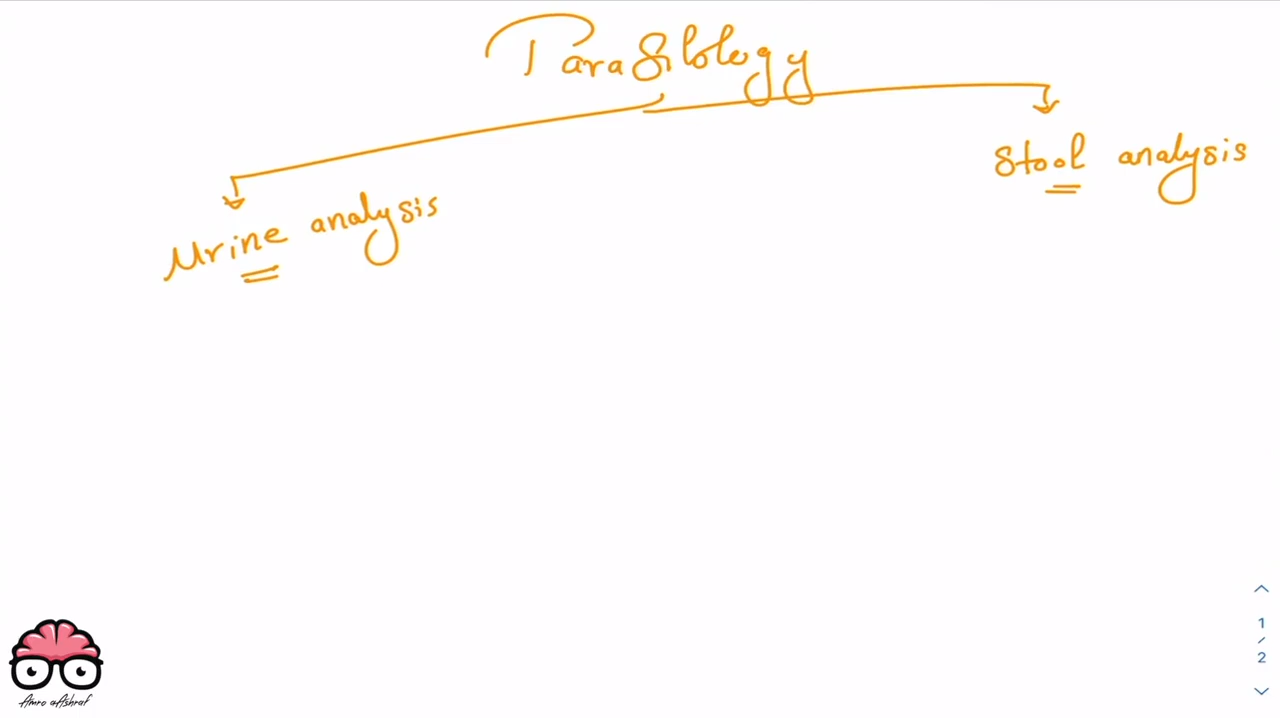 Parasitology
Stool analysis
Urine analysis
1
/
2
Amro Ashraf